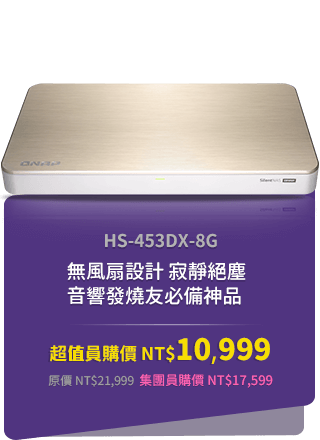 QNAP
HS-453DX-8G
無風扇設計 寂靜絕塵
音響發燒友必備神品
超值員購價 NT$10,999
原價 NT$21,999 集團員購價 NT$17,599